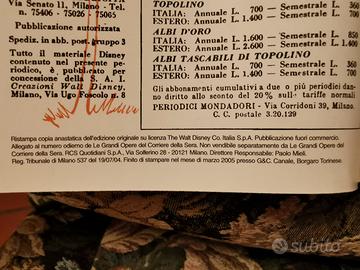 Via Senato 11, Milano -
n. 75406 - 75026 - 75065
Pubblicazione autorizzata
Spediz. in abb. post. gruppo 3
Tutto il materiale Disney
contenuto nel presente pe-
riodico, è pubblicato per
concessione della S. A. I.
Creazioni Walt Disney,
Milano, Via Ugo Foscolo n. 8
TOPOLINO
ITALIA: Annuale L. 700 — Semestrale L. 360
ESTERO: Annuale L. 1.400 — Semestrale L. 700
ALBI D'ORO
ITALIA: Annuale L. 1.600 — Semestrale L. 850
ESTERO: Annuale L. 2.600 — Semestrale L. 1.400
ALBI TASCABILI DI TOPOLINO
ITALIA: Annuale L. 700 — Semestrale L. 360
ESTERO: Annuale L. 1.400 — Semestrale L. 700
Gli abbonamenti cumulativi a due o più periodici dan-
no diritto allo sconto del 20% sulle tariffe normali
PERIODICI MONDADORI - Via Corridoni 39, Milano.
C. C. postale 3.20.129
Ristampa copia anastatica dell'edizione originale su licenza The Walt Disney Co. Italia S.p.A. Pubblicazione fuori commercio.
Allegato al numero odierno de Le Grandi Opere del Corriere della Sera. Non vendibile separatamente da Le Grandi Opere del
Corriere della Sera. RCS Quotidiani S.p.A., Via Solferino 28 - 20121 Milano. Direttore Responsabile: Paolo Mieli.
Reg. Tribunale di Milano 537 del 19/07/04. Finito di stampare nel mese di marzo 2005 presso G&C. Canale, Borgaro Torinese.
subito